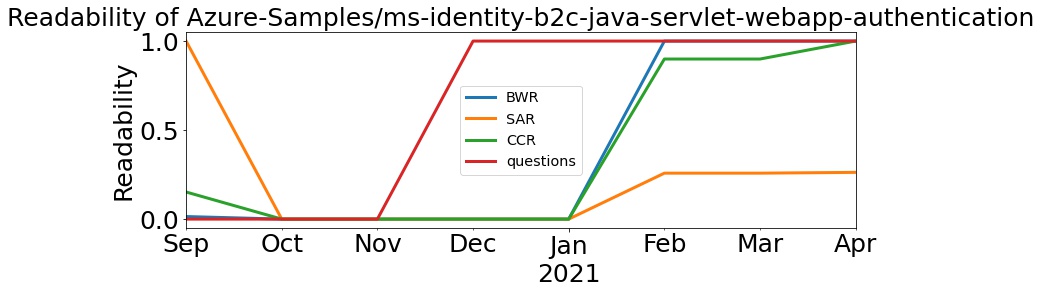 Readability of Azure-Samples/ms-identity-b2c-java-servlet-webapp-authentication
Readability
1.0
0.5
0.0
BWR
SAR
CCR
questions
Sep Oct Nov Dec Jan Feb Mar Apr
2021